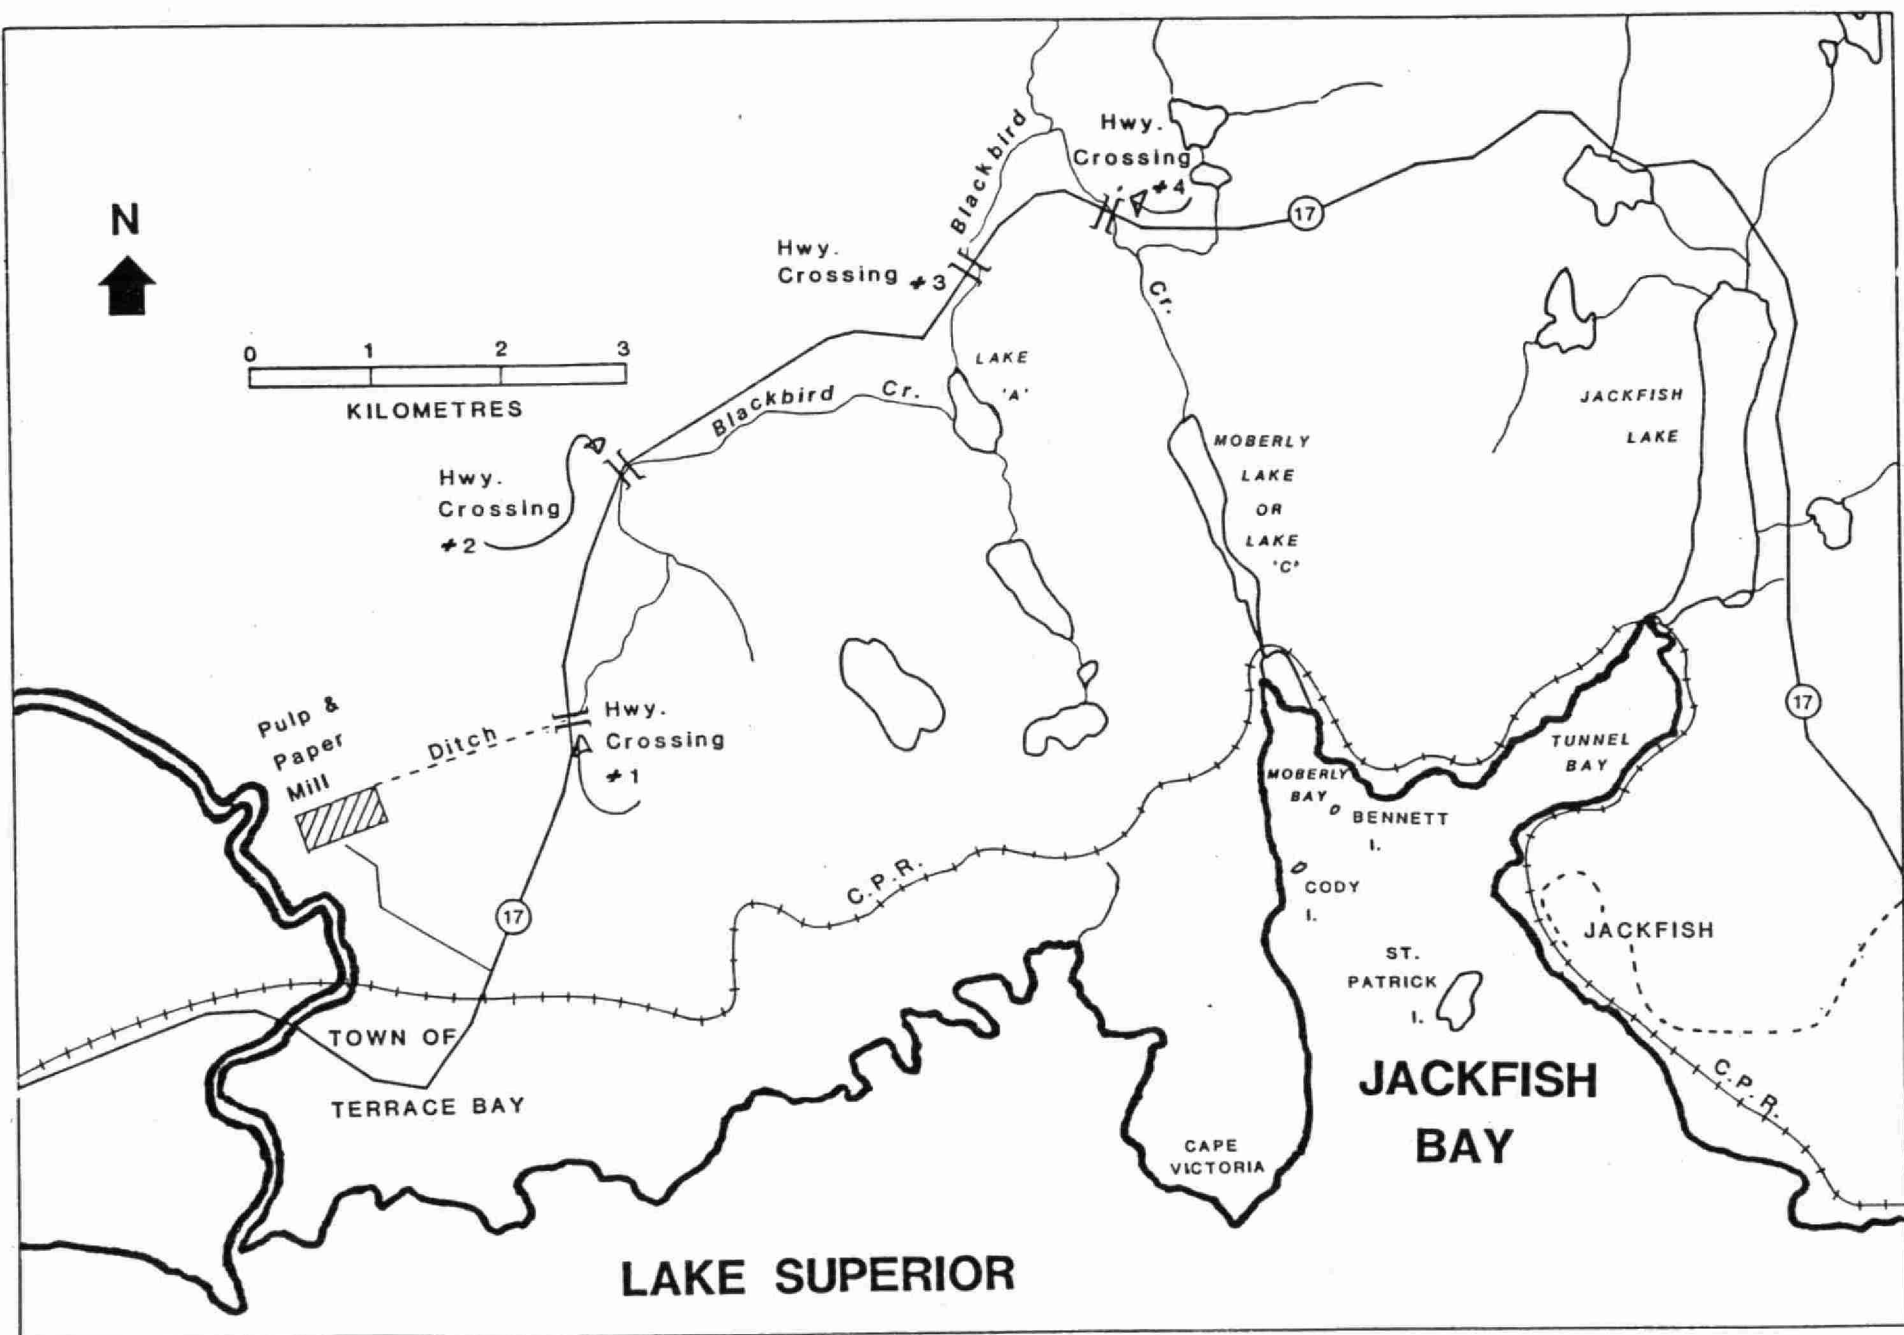 Hwy.
Crossing
#4
Blackbird
17
N
Hwy.
Crossing #3
Cr.
0 1 2 3
KILOMETRES
LAKE
'A'
Blackbird Cr.
JACKFISH
LAKE
MOBERLY
LAKE
OR
LAKE
'C'
Hwy.
Crossing
#2
Pulp &
Paper
Mill
Ditch
Hwy.
Crossing
#1
17
TUNNEL
BAY
MOBERLY
BAY
BENNETT
I.
C.P.R.
CODY
I.
17
JACKFISH
ST.
PATRICK
I.
TOWN OF
TERRACE BAY
JACKFISH
BAY
C.P.R.
CAPE
VICTORIA
LAKE SUPERIOR